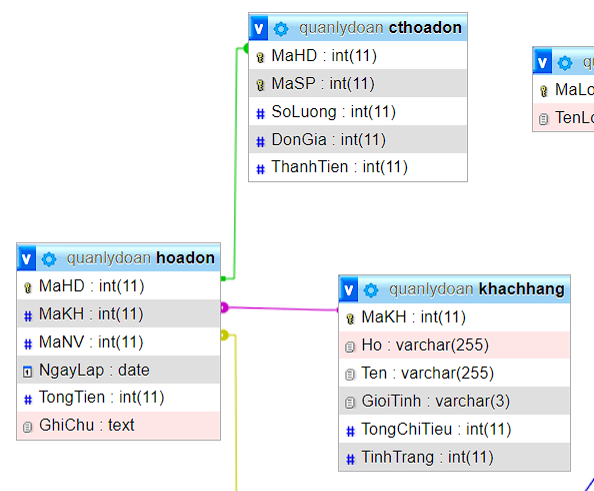 quanlydoan cthoadon
MaHD : int(11)
MaSP : int(11)
SoLuong : int(11)
DonGia : int(11)
ThanhTien : int(11)
quanlydoan hoadon
MaHD : int(11)
MaKH : int(11)
MaNV : int(11)
NgayLap : date
TongTien : int(11)
GhiChu : text
quanlydoan khachhang
MaKH : int(11)
Ho : varchar(255)
Ten : varchar(255)
GioiTinh : varchar(3)
TongChiTieu : int(11)
TinhTrang : int(11)